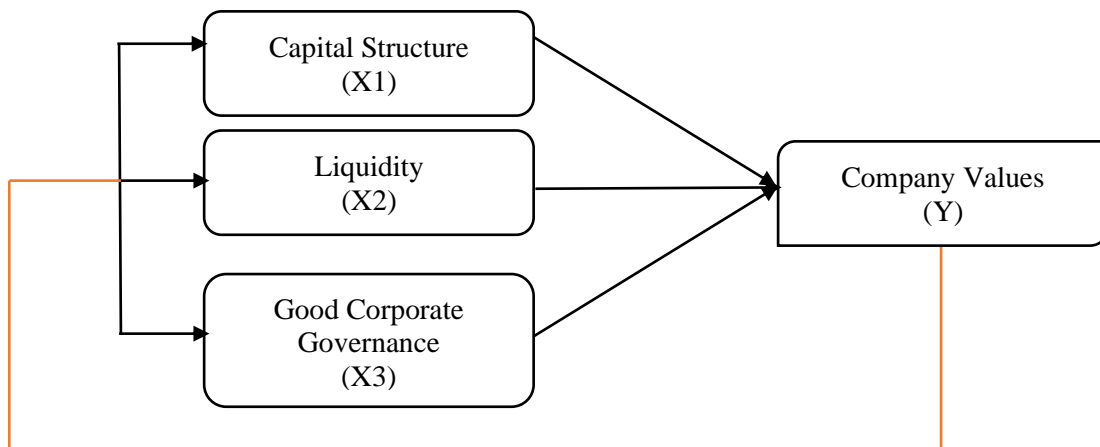 Capital Structure
(X1)
Liquidity
(X2)
Good Corporate
Governance
(X3)
Company Values
(Y)